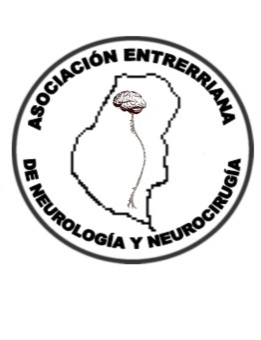 ASOCIACIÓN ENTRERRIANA
DE NEUROLOGÍA Y NEUROCIRUGÍA